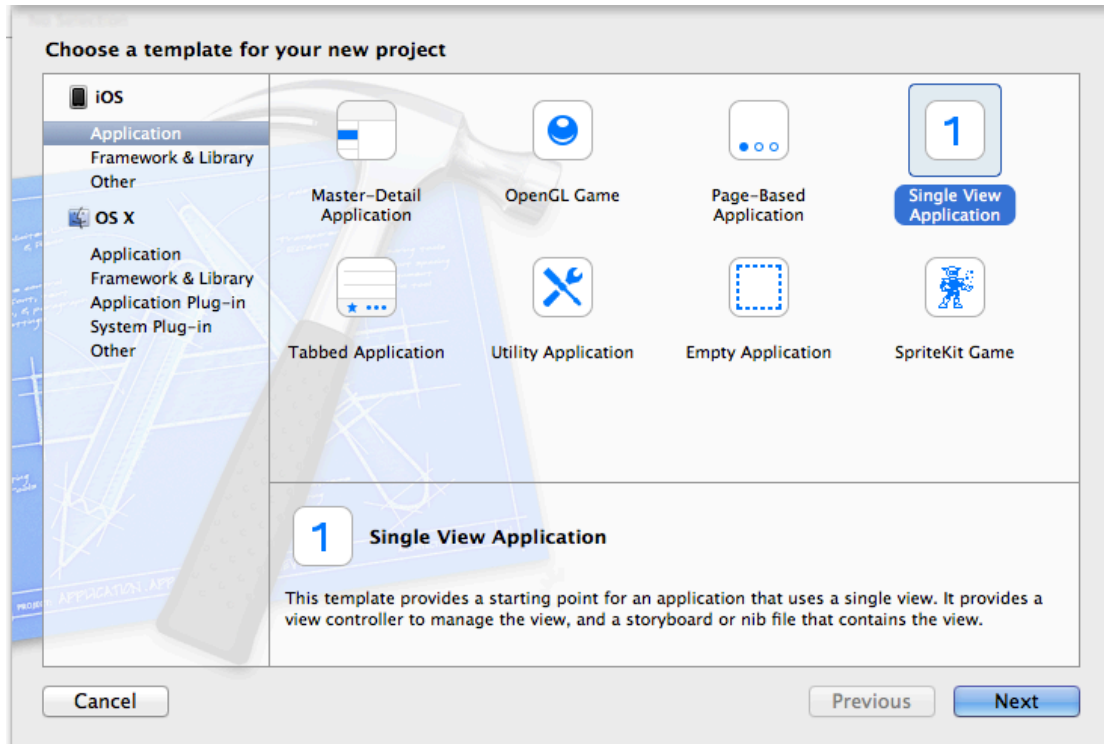 No Selection
Choose a template for your new project
iOS
Application
Framework & Library
Other
OS X
Application
Framework & Library
Application Plug-in
System Plug-in
Other
Master-Detail
Application
OpenGL Game
Page-Based
Application
1
Single View
Application
Tabbed Application
Utility Application
Empty Application
SpriteKit Game
1
Single View Application
This template provides a starting point for an application that uses a single view. It provides a
view controller to manage the view, and a storyboard or nib file that contains the view.
Cancel
Previous
Next